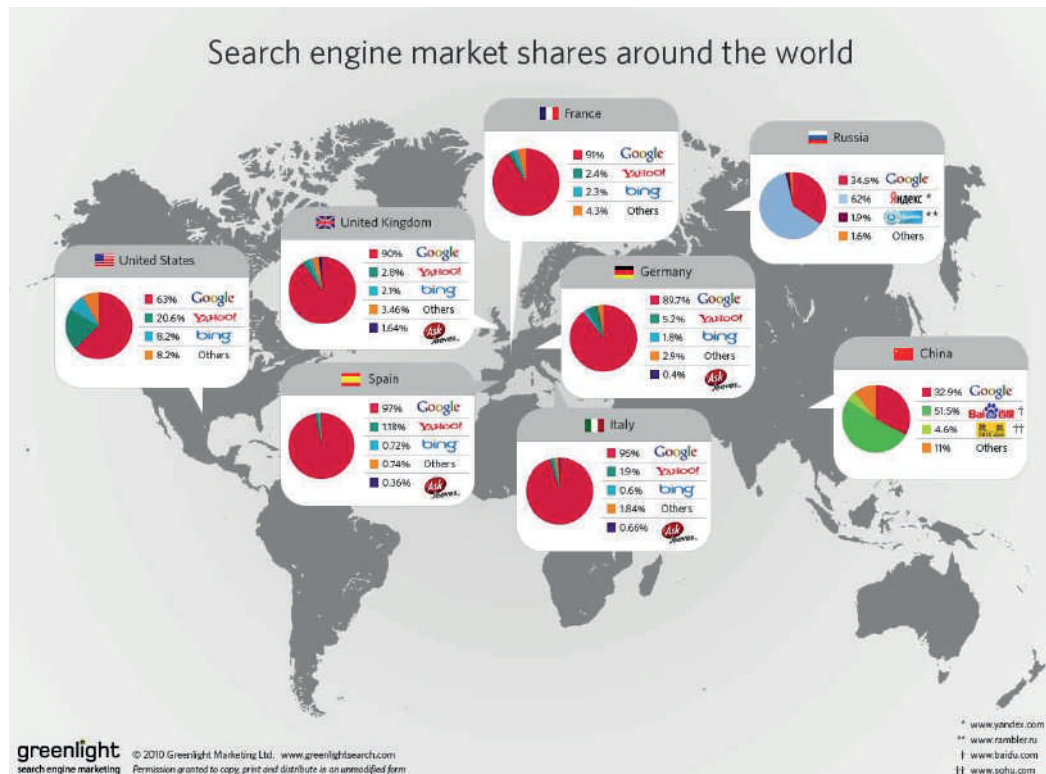 Search engine market shares around the world
France
91% Google
2.4% YAHOO!
2.3% bing
4.3% Others
Russia
34.5% Google
62% Яндекс *
1.9% **
1.6% Others
United Kingdom
90% Google
2.8% YAHOO!
2.1% bing
3.46% Others
1.64% Ask Jeeves
United States
63% Google
20.6% YAHOO!
8.2% bing
8.2% Others
Germany
89.7% Google
5.2% YAHOO!
1.8% bing
2.9% Others
0.4% Ask Jeeves
China
32.9% Google
51.5% Bai百度 †
4.6% ††
11% Others
Spain
97% Google
1.18% YAHOO!
0.72% bing
0.74% Others
0.36% Ask Jeeves
Italy
95% Google
1.9% YAHOO!
0.6% bing
1.84% Others
0.66% Ask Jeeves
* www.yandex.com
** www.rambler.ru
† www.baidu.com
†† www.sohu.com
greenlight
search engine marketing
© 2010 Greenlight Marketing Ltd. www.greenlightsearch.com
Permission granted to copy, print and distribute in an unmodified form